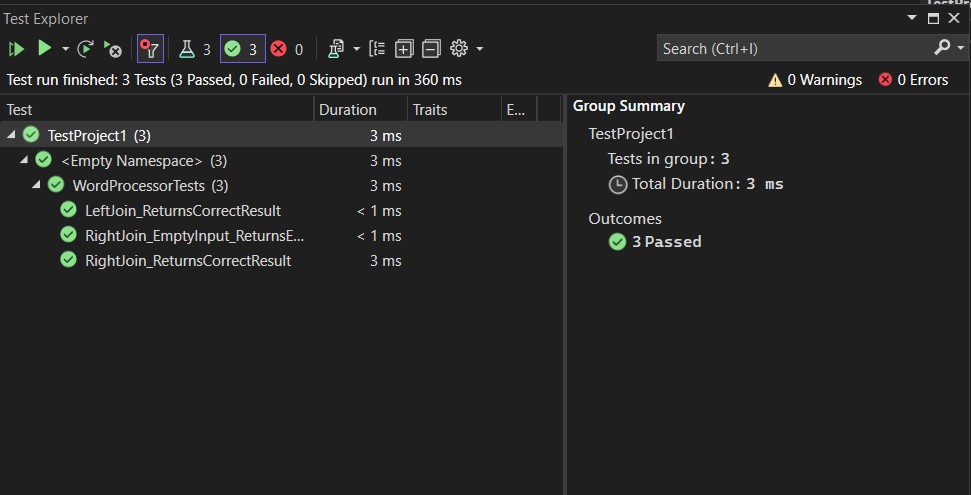 Test Explorer
3 3 0
Search (Ctrl+I)
Test run finished: 3 Tests (3 Passed, 0 Failed, 0 Skipped) run in 360 ms
0 Warnings 0 Errors
Test Duration Traits E...
TestProject1 (3) 3 ms
<Empty Namespace> (3) 3 ms
WordProcessorTests (3) 3 ms
LeftJoin_ReturnsCorrectResult < 1 ms
RightJoin_EmptyInput_ReturnsE... < 1 ms
RightJoin_ReturnsCorrectResult 3 ms
Group Summary
TestProject1
Tests in group: 3
Total Duration: 3 ms
Outcomes
3 Passed